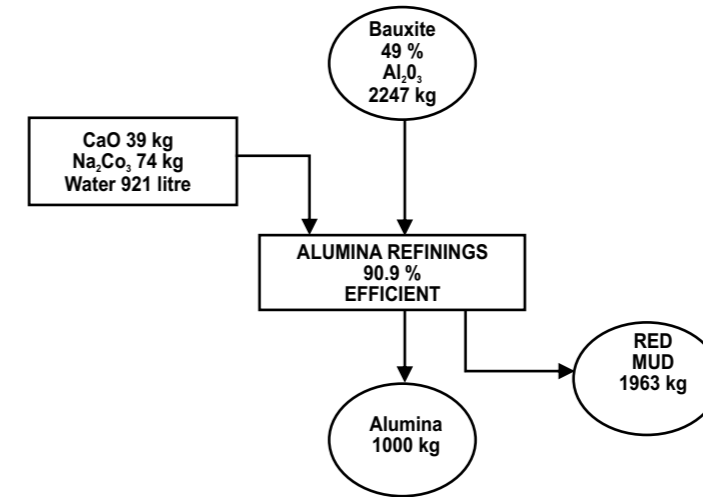 Bauxite
49 %
Al₂0₃
2247 kg
CaO 39 kg
Na₂Co₃ 74 kg
Water 921 litre
ALUMINA REFININGS
90.9 %
EFFICIENT
RED
MUD
1963 kg
Alumina
1000 kg